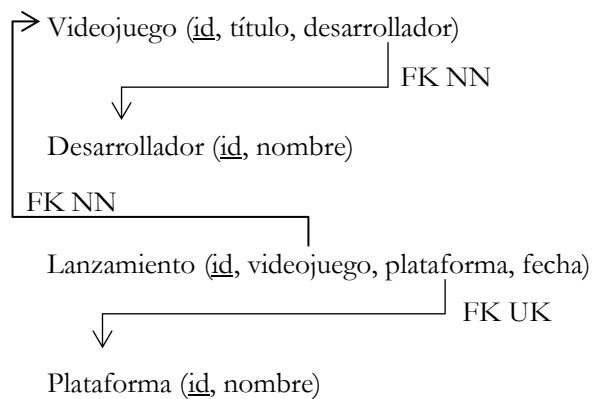 Videojuego (id, título, desarrollador)
FK NN
Desarrollador (id, nombre)
FK NN
Lanzamiento (id, videojuego, plataforma, fecha)
FK UK
Plataforma (id, nombre)